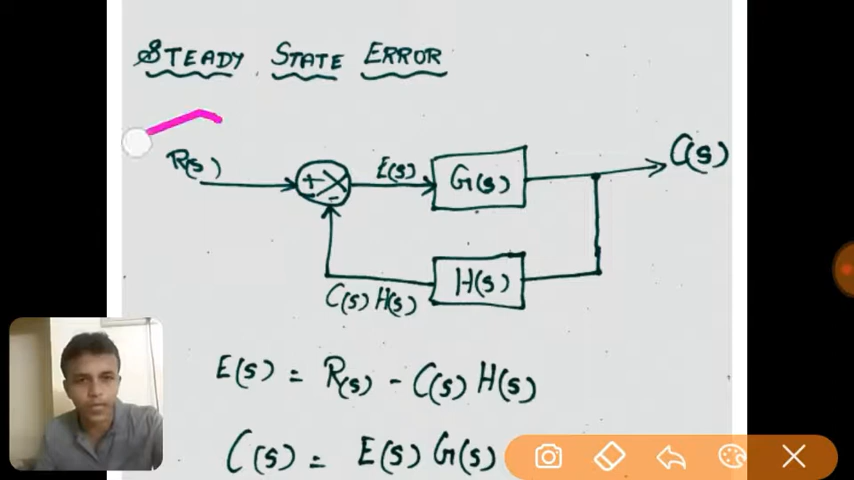 STEADY STATE ERROR
R(s)
+
-
E(s)
G(s)
C(s)
H(s)
C(s) H(s)
E(s) = R(s) - C(s) H(s)
C(s) = E(s) G(s)